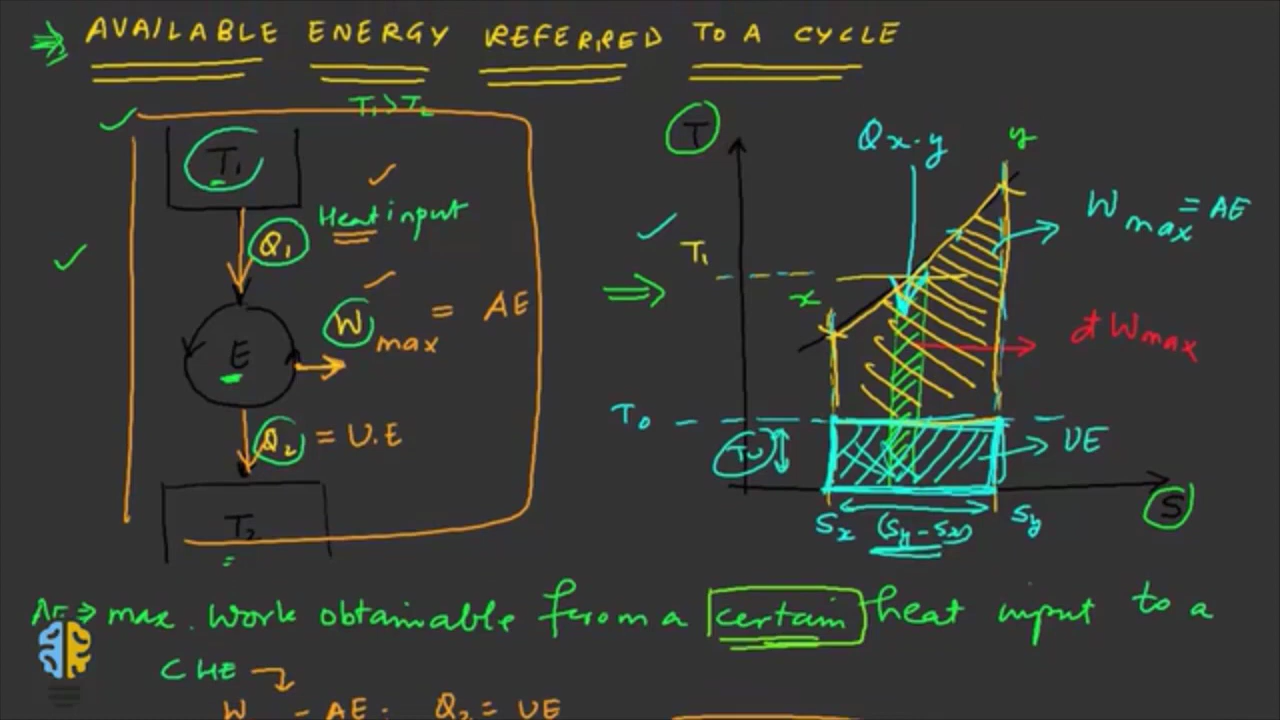 ⇒ AVAILABLE ENERGY REFERRED TO A CYCLE
T₁ > T₂
T₁
Q₁ Heat input
E
W max = AE
Q₂ = U.E
T₂
T
Qx-y
y
W max = AE
T₁
x
đWmax
T₀
T₀
UE
S
Sx (Sy-Sx) Sy
AE ⇒ max. Work obtainable from a certain heat input to a
CHE
W - AE. Q₂ = UE